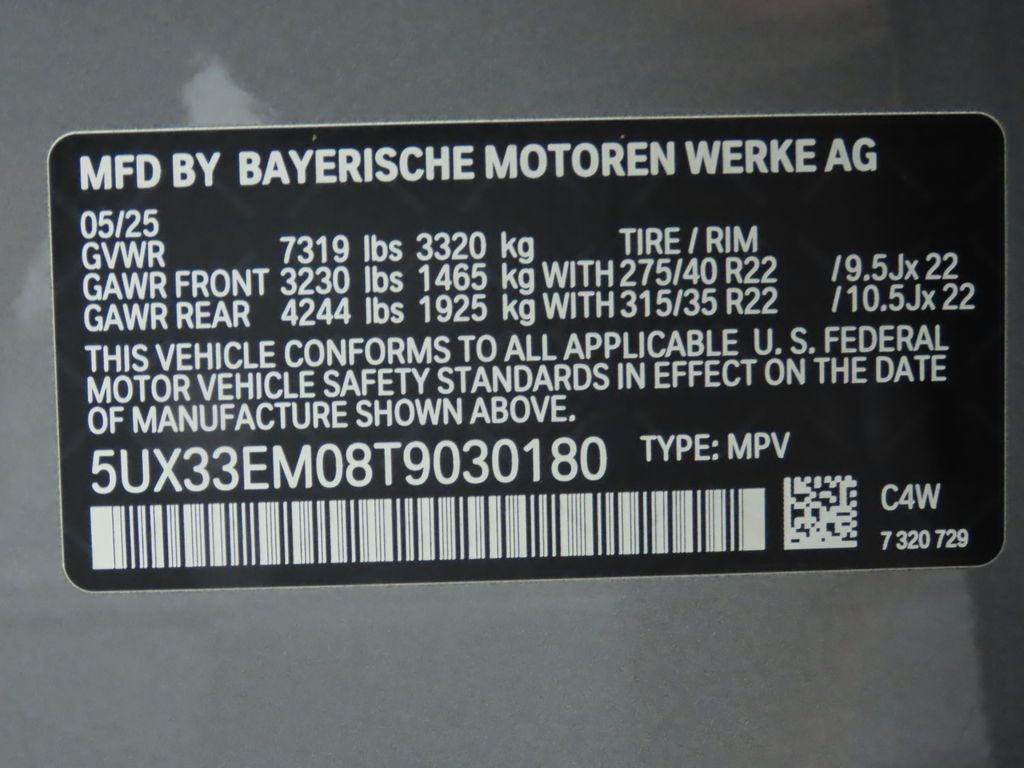 MFD BY BAYERISCHE MOTOREN WERKE AG
05/25
GVWR 7319 lbs 3320 kg TIRE / RIM
GAWR FRONT 3230 lbs 1465 kg WITH 275/40 R22 /9.5Jx 22
GAWR REAR 4244 lbs 1925 kg WITH 315/35 R22 /10.5Jx 22
THIS VEHICLE CONFORMS TO ALL APPLICABLE U. S. FEDERAL
MOTOR VEHICLE SAFETY STANDARDS IN EFFECT ON THE DATE
OF MANUFACTURE SHOWN ABOVE.
5UX33EM08T9030180 TYPE: MPV
C4W
7 320 729